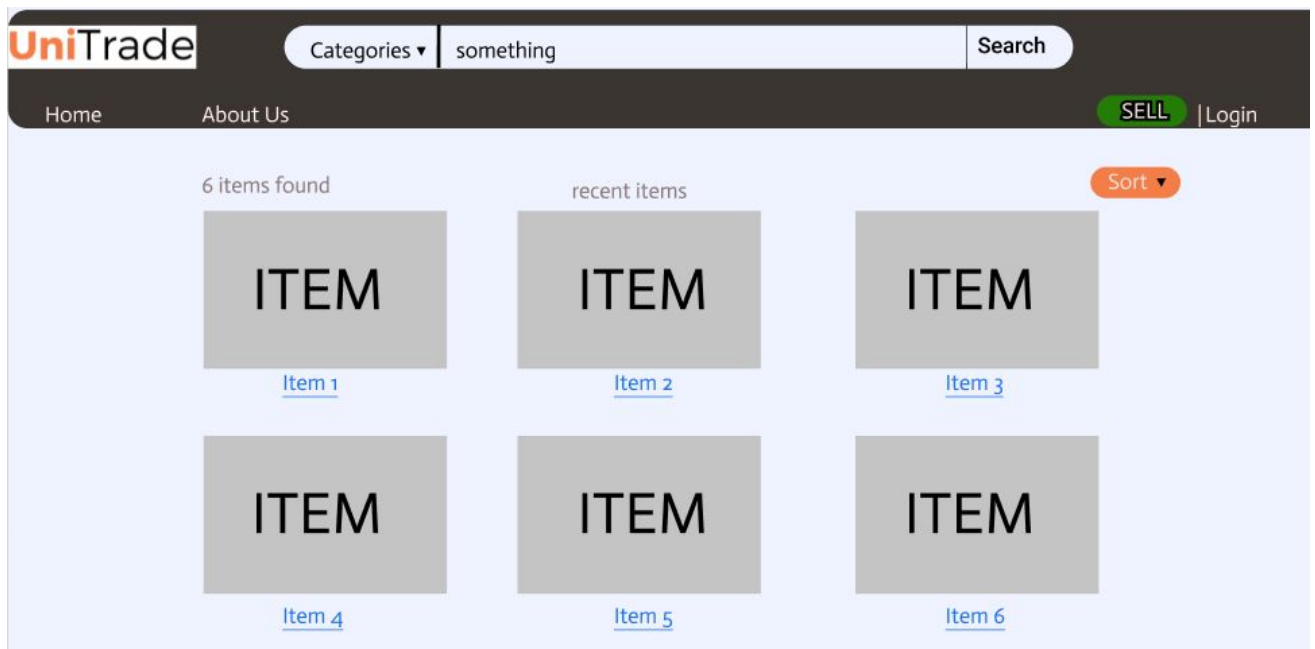 UniTrade
Categories ▾ something Search
Home About Us SELL | Login
6 items found recent items Sort ▾
ITEM ITEM ITEM
Item 1 Item 2 Item 3
ITEM ITEM ITEM
Item 4 Item 5 Item 6